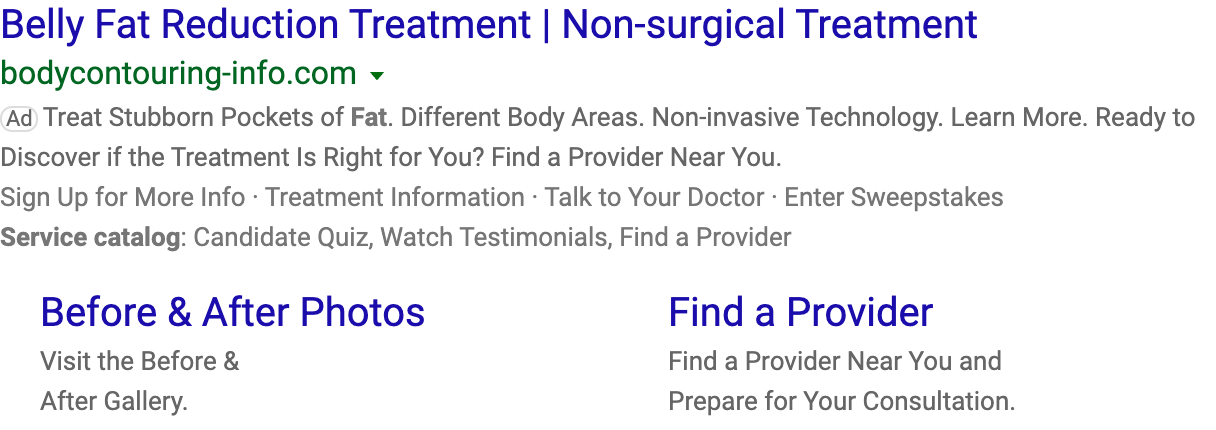 Belly Fat Reduction Treatment | Non-surgical Treatment
bodycontouring-info.com
Ad Treat Stubborn Pockets of Fat. Different Body Areas. Non-invasive Technology. Learn More. Ready to
Discover if the Treatment Is Right for You? Find a Provider Near You.
Sign Up for More Info · Treatment Information · Talk to Your Doctor · Enter Sweepstakes
Service catalog: Candidate Quiz, Watch Testimonials, Find a Provider
Before & After Photos
Visit the Before &
After Gallery.
Find a Provider
Find a Provider Near You and
Prepare for Your Consultation.